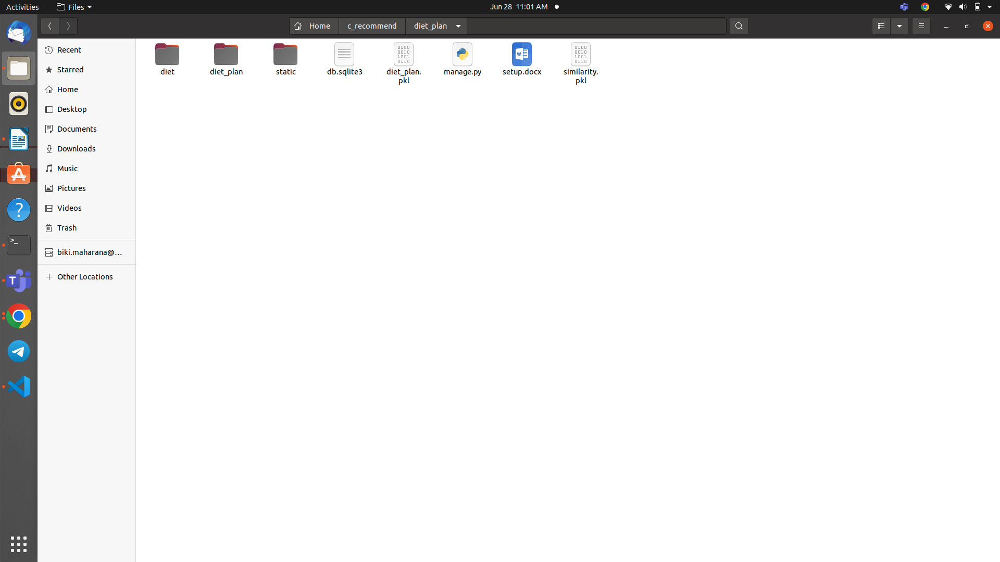 Activities
Files
Jun 28 11:01 AM
Home
c_recommend
diet_plan
Recent
Starred
Home
Desktop
Documents
Downloads
Music
Pictures
Videos
Trash
biki.maharana@...
Other Locations
diet
diet_plan
static
db.sqlite3
diet_plan.
pkl
manage.py
setup.docx
similarity.
pkl